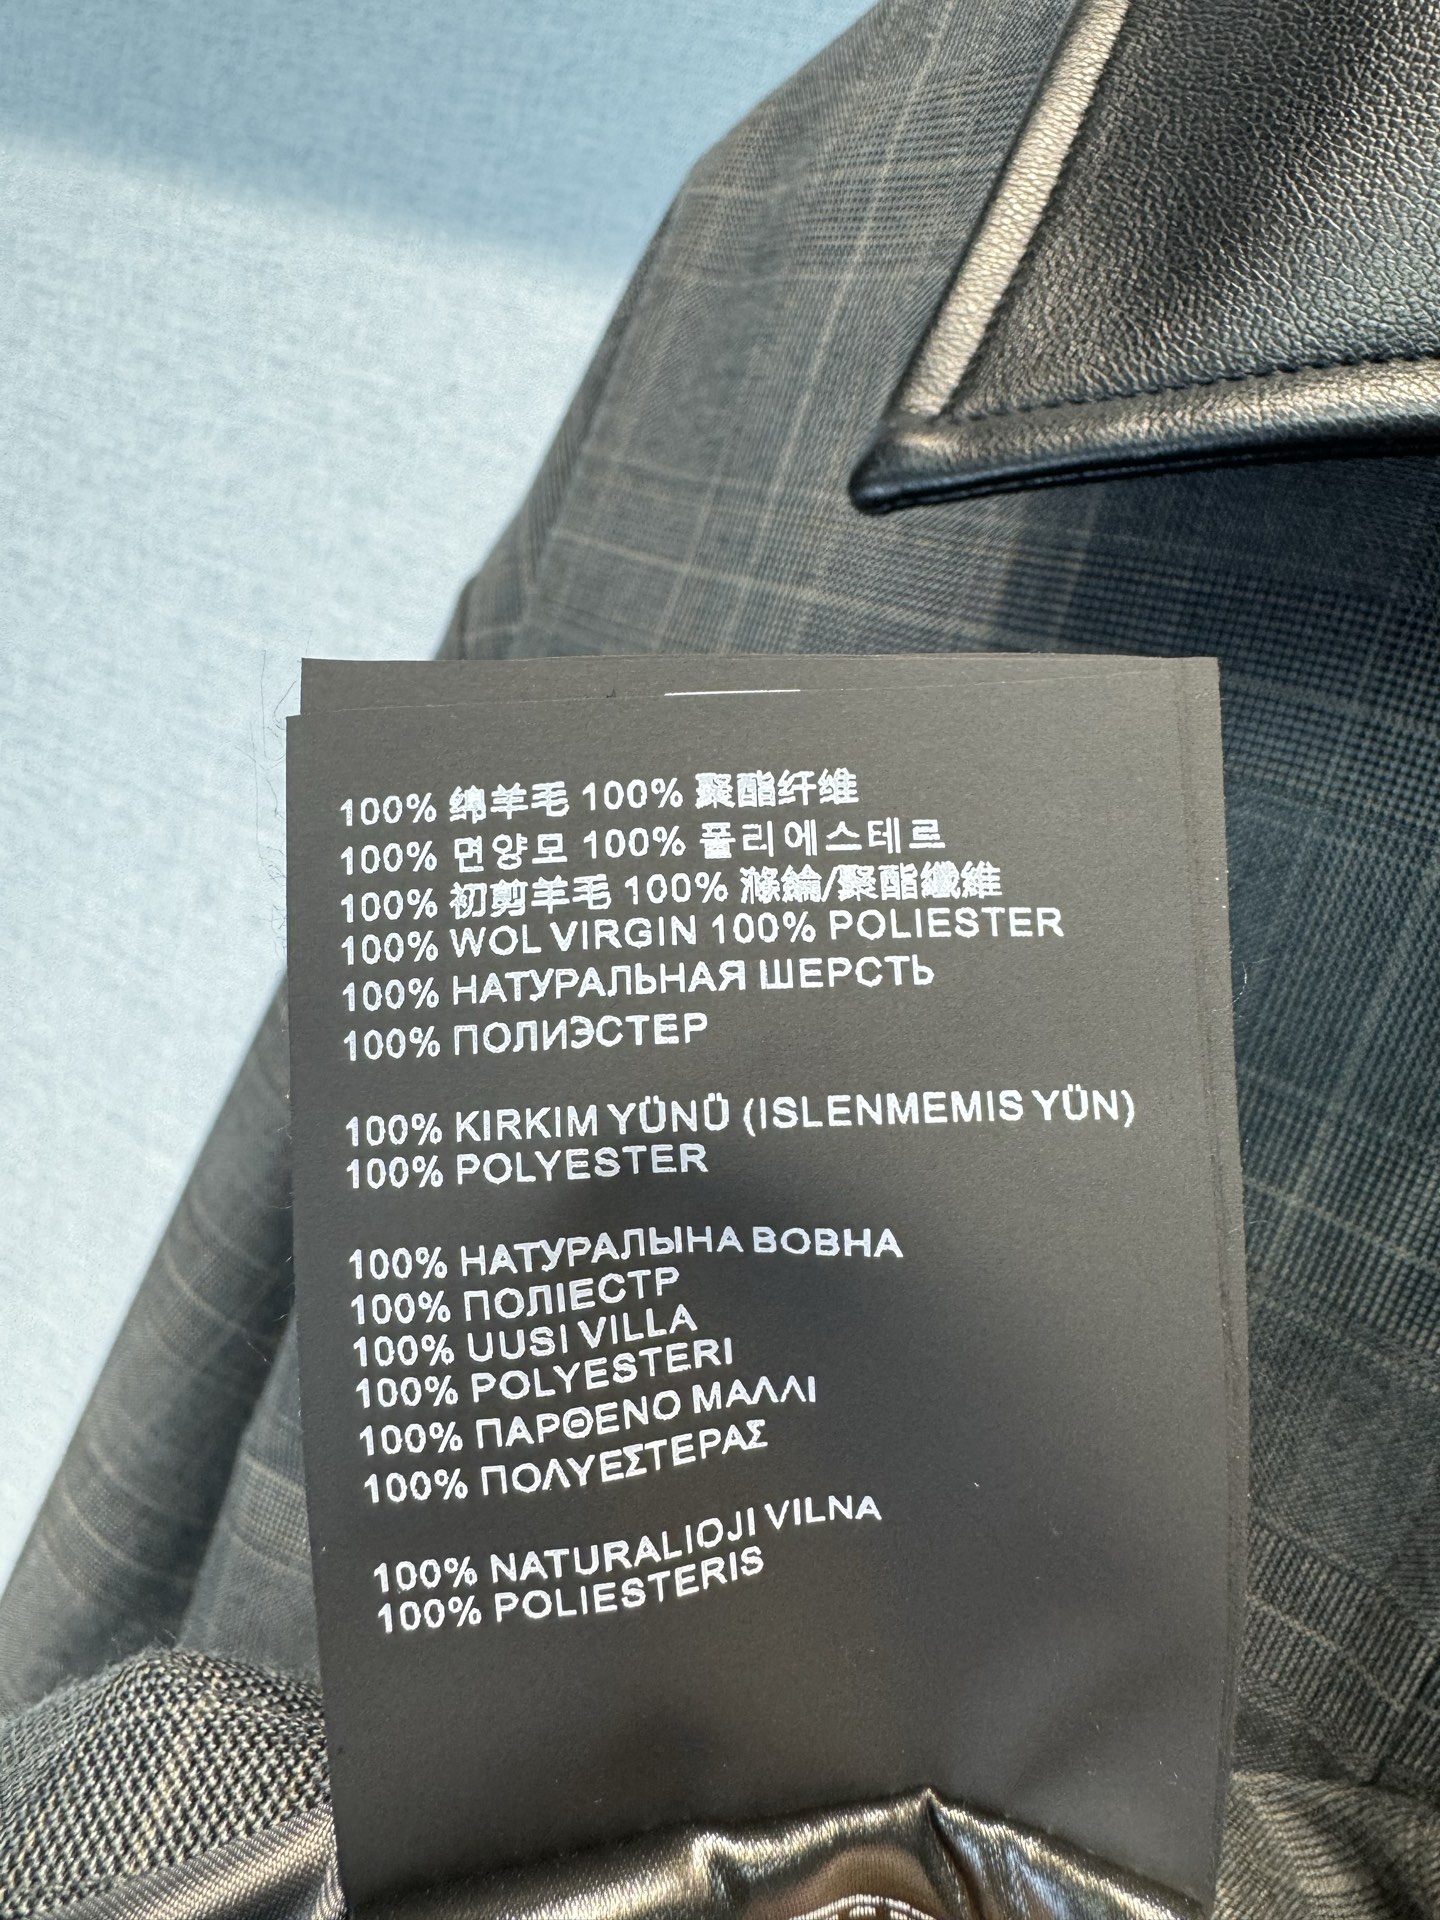 100% 绵羊毛 100% 聚酯纤维
100% 면양모 100% 폴리에스테르
100% 初剪羊毛 100% 滌綸/聚酯纖維
100% WOL VIRGIN 100% POLIESTER
100% НАТУРАЛЬНАЯ ШЕРСТЬ
100% ПОЛИЭСТЕР
100% KIRKIM YÜNÜ (ISLENMEMIS YÜN)
100% POLYESTER
100% НАТУРАЛЫНА ВОВНА
100% ПОЛІЕСТР
100% UUSI VILLA
100% POLYESTERI
100% ΠΑΡΘΕΝΟ ΜΑΛΛΙ
100% ΠΟΛΥΕΣΤΕΡΑΣ
100% NATURALIOJI VILNA
100% POLIESTERIS